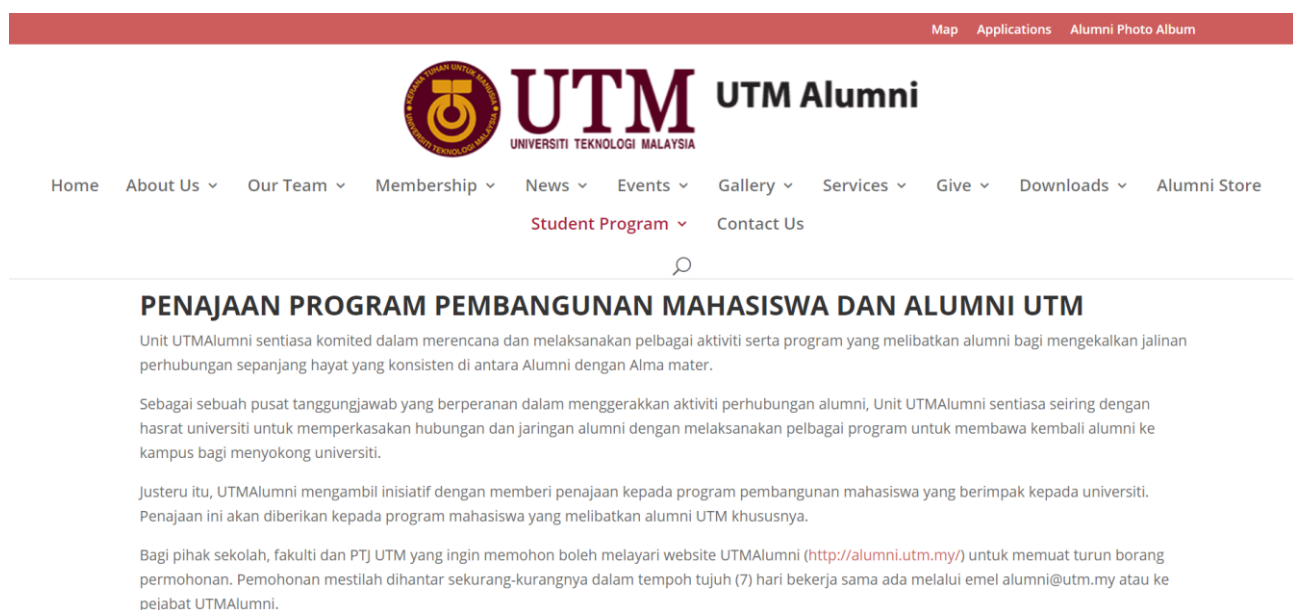 Map Applications Alumni Photo Album
KERANA TUHAN UNTUK MANUSIA
UNIVERSITI TEKNOLOGI MALAYSIA
UTM
UNIVERSITI TEKNOLOGI MALAYSIA
UTM Alumni
Home About Us Our Team Membership News Events Gallery Services Give Downloads Alumni Store
Student Program Contact Us
PENAJAAN PROGRAM PEMBANGUNAN MAHASISWA DAN ALUMNI UTM
Unit UTMAlumni sentiasa komited dalam merencana dan melaksanakan pelbagai aktiviti serta program yang melibatkan alumni bagi mengekalkan jalinan
perhubungan sepanjang hayat yang konsisten di antara Alumni dengan Alma mater.
Sebagai sebuah pusat tanggungjawab yang berperanan dalam menggerakkan aktiviti perhubungan alumni, Unit UTMAlumni sentiasa seiring dengan
hasrat universiti untuk memperkasakan hubungan dan jaringan alumni dengan melaksanakan pelbagai program untuk membawa kembali alumni ke
kampus bagi menyokong universiti.
Justeru itu, UTMAlumni mengambil inisiatif dengan memberi penajaan kepada program pembangunan mahasiswa yang berimpak kepada universiti.
Penajaan ini akan diberikan kepada program mahasiswa yang melibatkan alumni UTM khususnya.
Bagi pihak sekolah, fakulti dan PTJ UTM yang ingin memohon boleh melayari website UTMAlumni (http://alumni.utm.my/) untuk memuat turun borang
permohonan. Pemohonan mestilah dihantar sekurang-kurangnya dalam tempoh tujuh (7) hari bekerja sama ada melalui emel alumni@utm.my atau ke
pejabat UTMAlumni.